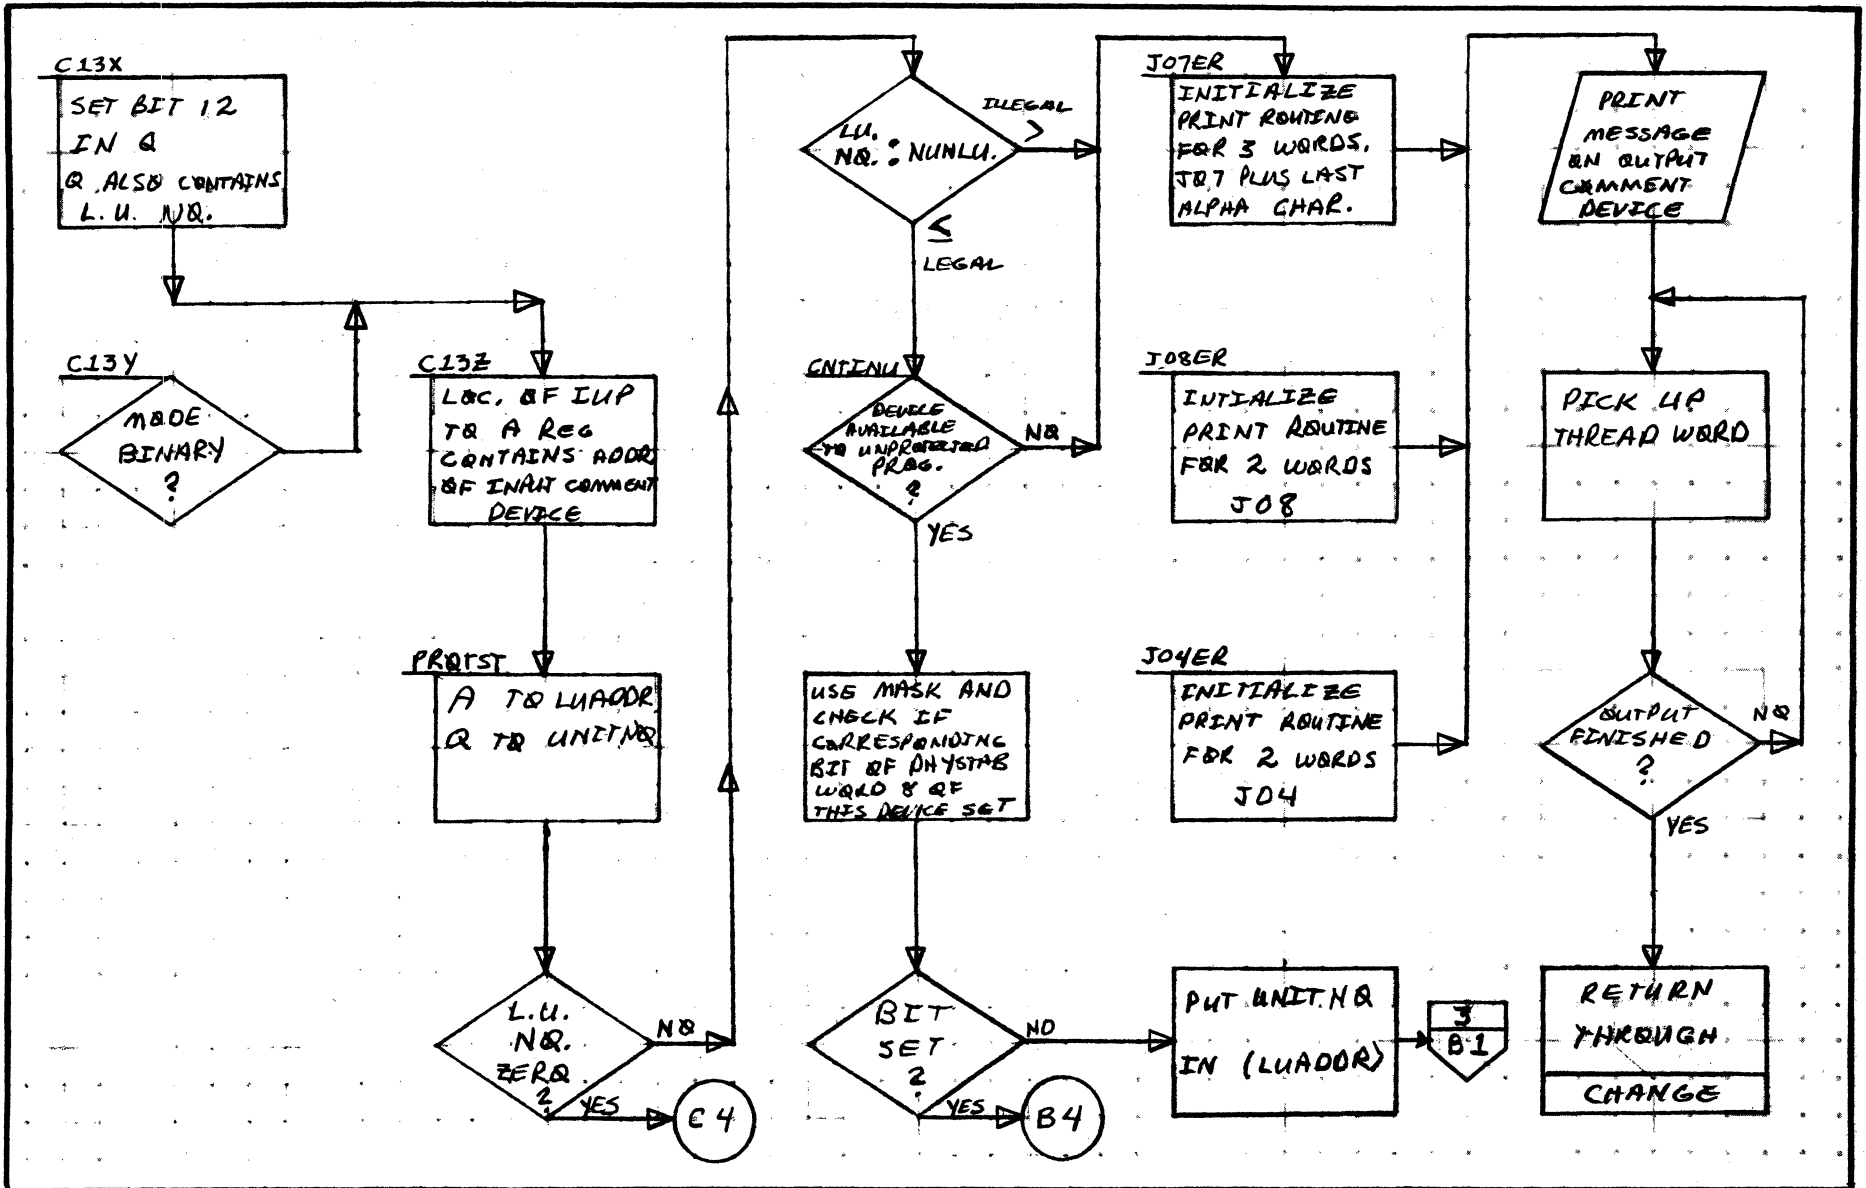 C13X
SET BIT 12
IN Q
Q ALSO CONTAINS
L.U. NO.
C13Y
MODE
BINARY
?
C13Z
LOC. OF IUP
TO A REG
CONTAINS ADDR
OF INPUT COMMENT
DEVICE
PROTST
A TO LUADDR
Q TO UNITNO
L.U.
NO.
ZERO
?
NO
YES
C4
LU.
NO. : NUNLU.
ILLEGAL
>
≤
LEGAL
CNTINU
DEVICE
AVAILABLE
TO UNPROTECTED
PROG.
?
NO
YES
USE MASK AND
CHECK IF
CORRESPONDING
BIT OF PHYSTAB
WORD 8 OF
THIS DEVICE SET
BIT
SET
?
NO
YES
B4
J07ER
INITIALIZE
PRINT ROUTINE
FOR 3 WORDS.
J07 PLUS LAST
ALPHA CHAR.
J08ER
INTIALIZE
PRINT ROUTINE
FOR 2 WORDS
J08
J04ER
INITIALIZE
PRINT ROUTINE
FOR 2 WORDS
J04
PUT UNIT.NO
IN (LUADDR)
3
B1
PRINT
MESSAGE
ON OUTPUT
COMMENT
DEVICE
PICK UP
THREAD WORD
OUTPUT
FINISHED
?
NO
YES
RETURN
THROUGH
CHANGE